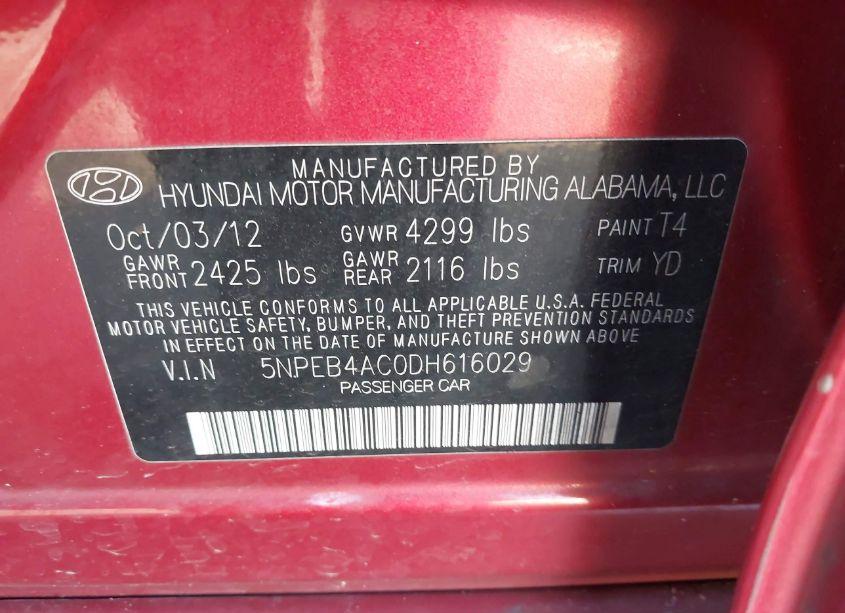 MANUFACTURED BY
HYUNDAI MOTOR MANUFACTURING ALABAMA, LLC
Oct/03/12 GVWR 4299 lbs PAINT T4
GAWR FRONT 2425 lbs GAWR REAR 2116 lbs TRIM YD
THIS VEHICLE CONFORMS TO ALL APPLICABLE U.S.A. FEDERAL
MOTOR VEHICLE SAFETY, BUMPER, AND THEFT PREVENTION STANDARDS
IN EFFECT ON THE DATE OF MANUFACTURE SHOWN ABOVE
V.I.N 5NPEB4AC0DH616029
PASSENGER CAR